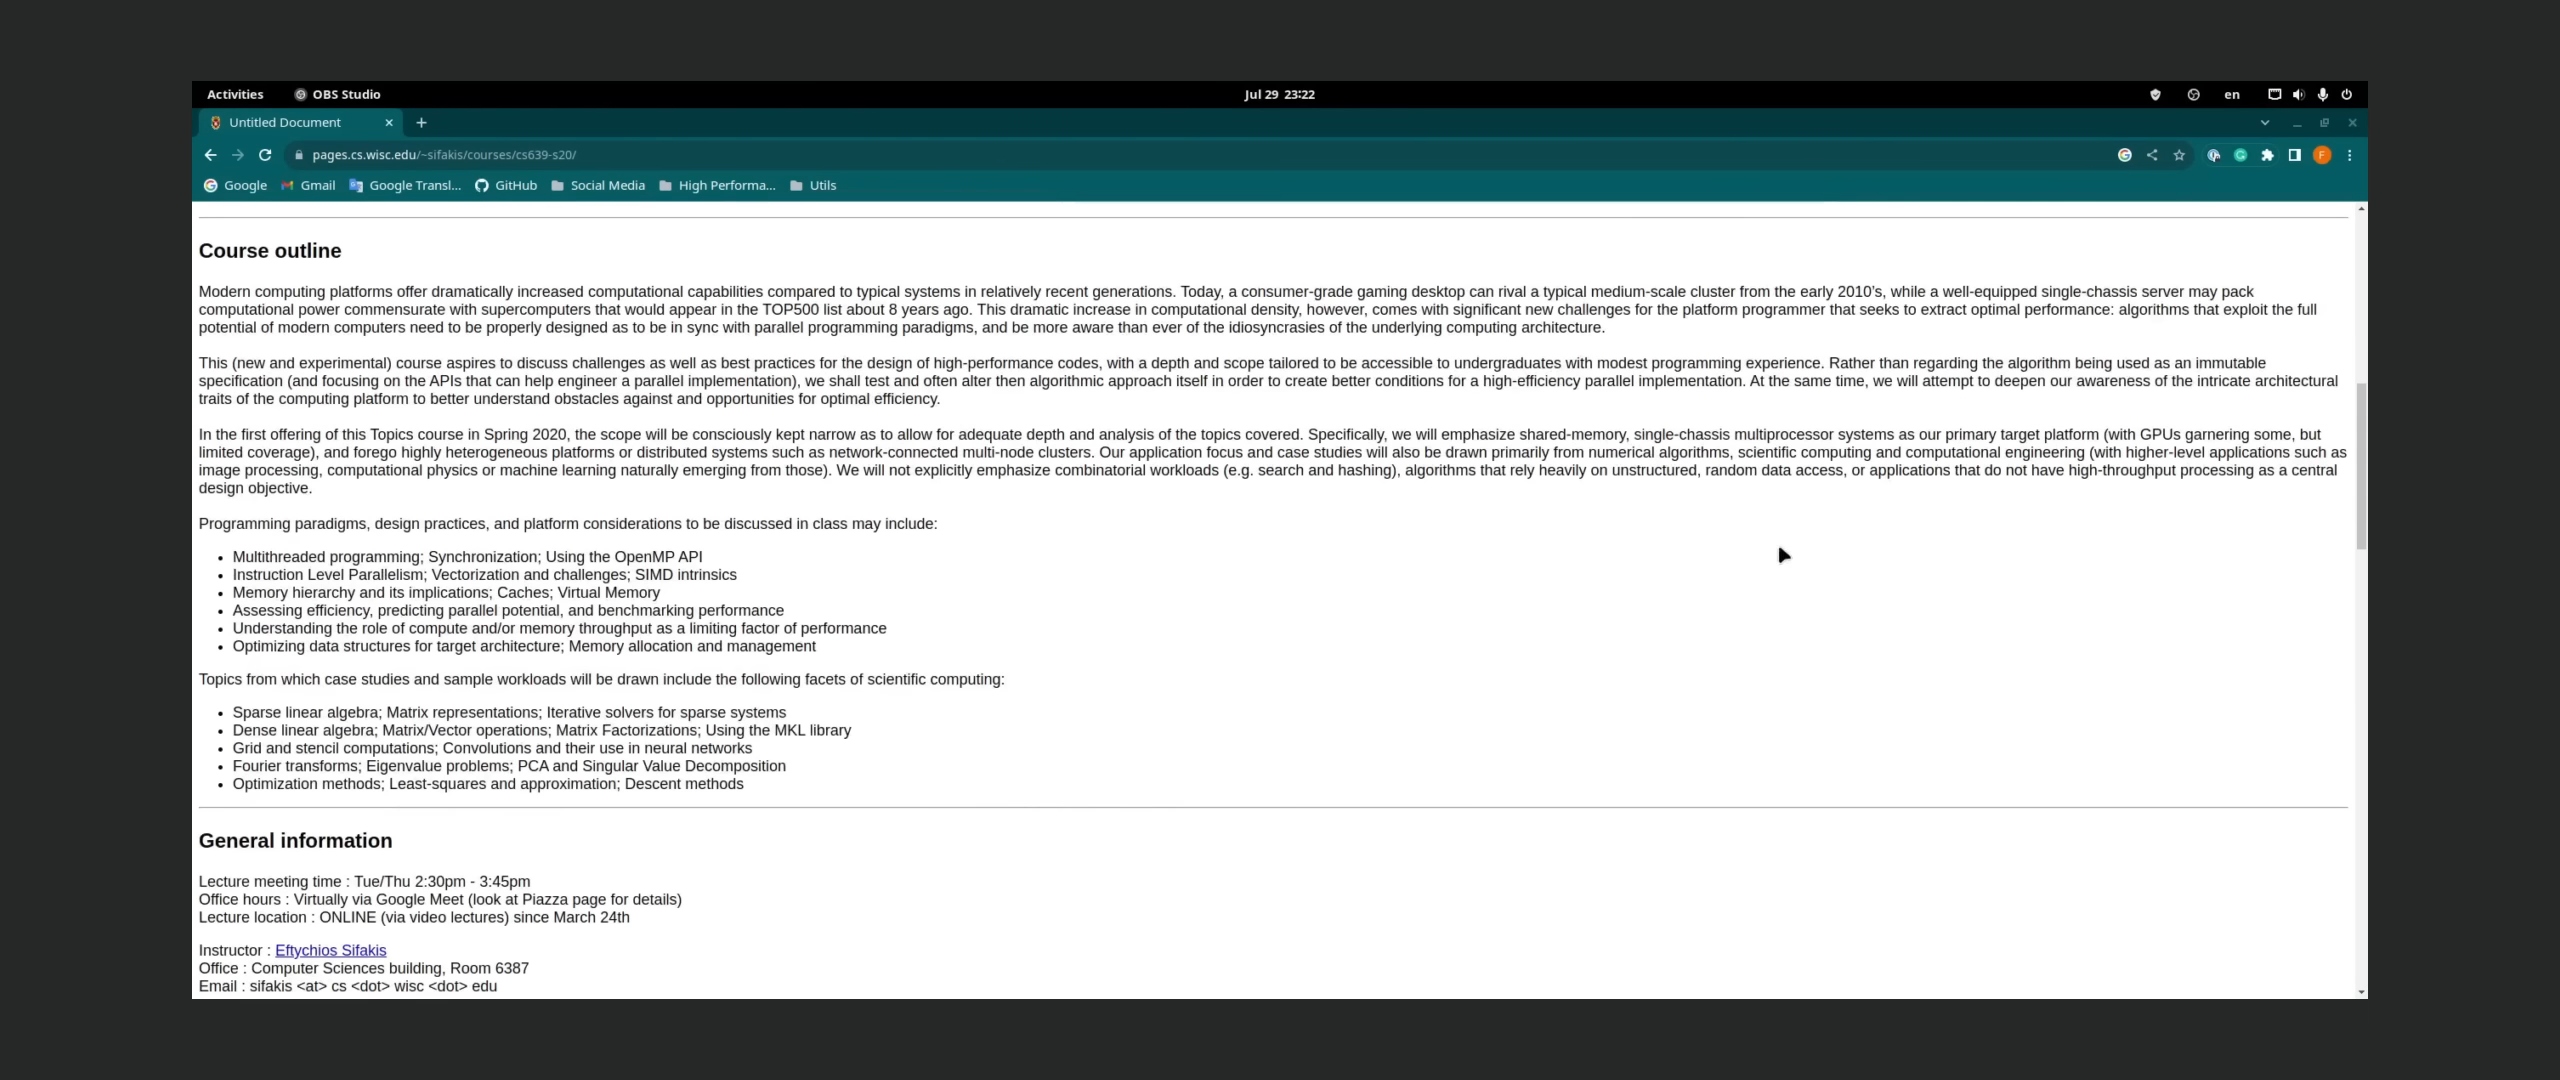 Activities OBS Studio Jul 29 23:22 en
Untitled Document
pages.cs.wisc.edu/~sifakis/courses/cs639-s20/
Google Gmail Google Transl... GitHub Social Media High Performa... Utils
Course outline
Modern computing platforms offer dramatically increased computational capabilities compared to typical systems in relatively recent generations. Today, a consumer-grade gaming desktop can rival a typical medium-scale cluster from the early 2010's, while a well-equipped single-chassis server may pack
computational power commensurate with supercomputers that would appear in the TOP500 list about 8 years ago. This dramatic increase in computational density, however, comes with significant new challenges for the platform programmer that seeks to extract optimal performance: algorithms that exploit the full
potential of modern computers need to be properly designed as to be in sync with parallel programming paradigms, and be more aware than ever of the idiosyncrasies of the underlying computing architecture.
This (new and experimental) course aspires to discuss challenges as well as best practices for the design of high-performance codes, with a depth and scope tailored to be accessible to undergraduates with modest programming experience. Rather than regarding the algorithm being used as an immutable
specification (and focusing on the APIs that can help engineer a parallel implementation), we shall test and often alter then algorithmic approach itself in order to create better conditions for a high-efficiency parallel implementation. At the same time, we will attempt to deepen our awareness of the intricate architectural
traits of the computing platform to better understand obstacles against and opportunities for optimal efficiency.
In the first offering of this Topics course in Spring 2020, the scope will be consciously kept narrow as to allow for adequate depth and analysis of the topics covered. Specifically, we will emphasize shared-memory, single-chassis multiprocessor systems as our primary target platform (with GPUs garnering some, but
limited coverage), and forego highly heterogeneous platforms or distributed systems such as network-connected multi-node clusters. Our application focus and case studies will also be drawn primarily from numerical algorithms, scientific computing and computational engineering (with higher-level applications such as
image processing, computational physics or machine learning naturally emerging from those). We will not explicitly emphasize combinatorial workloads (e.g. search and hashing), algorithms that rely heavily on unstructured, random data access, or applications that do not have high-throughput processing as a central
design objective.
Programming paradigms, design practices, and platform considerations to be discussed in class may include:
• Multithreaded programming; Synchronization; Using the OpenMP API
• Instruction Level Parallelism; Vectorization and challenges; SIMD intrinsics
• Memory hierarchy and its implications; Caches; Virtual Memory
• Assessing efficiency, predicting parallel potential, and benchmarking performance
• Understanding the role of compute and/or memory throughput as a limiting factor of performance
• Optimizing data structures for target architecture; Memory allocation and management
Topics from which case studies and sample workloads will be drawn include the following facets of scientific computing:
• Sparse linear algebra; Matrix representations; Iterative solvers for sparse systems
• Dense linear algebra; Matrix/Vector operations; Matrix Factorizations; Using the MKL library
• Grid and stencil computations; Convolutions and their use in neural networks
• Fourier transforms; Eigenvalue problems; PCA and Singular Value Decomposition
• Optimization methods; Least-squares and approximation; Descent methods
General information
Lecture meeting time : Tue/Thu 2:30pm - 3:45pm
Office hours : Virtually via Google Meet (look at Piazza page for details)
Lecture location : ONLINE (via video lectures) since March 24th
Instructor : Eftychios Sifakis
Office : Computer Sciences building, Room 6387
Email : sifakis <at> cs <dot> wisc <dot> edu